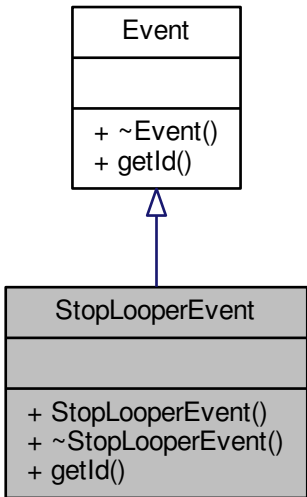 Event
+ ~Event()
+ getId()
StopLooperEvent
+ StopLooperEvent()
+ ~StopLooperEvent()
+ getId()